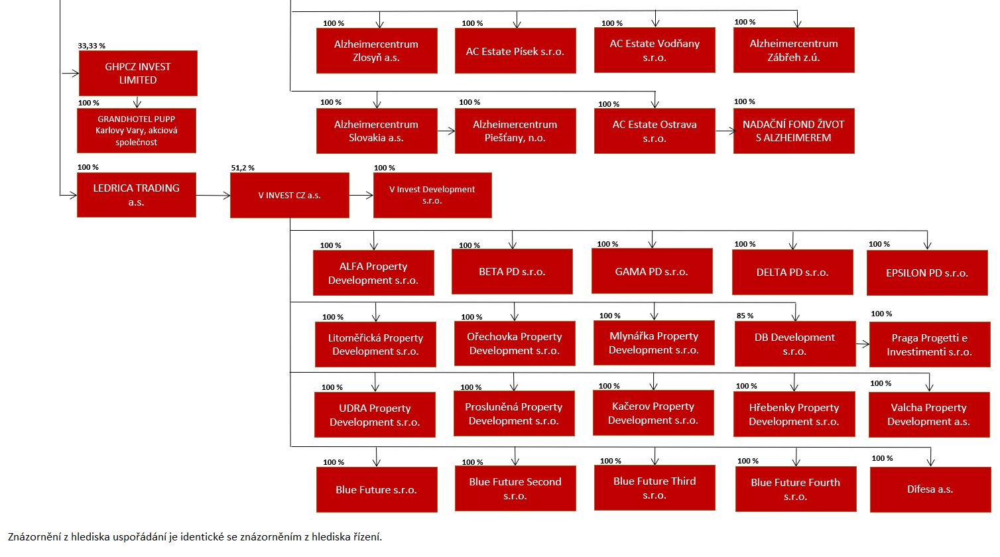 100 %
100 %
100 %
100 %
Alzheimercentrum
Zlosyň a.s.
AC Estate Písek s.r.o.
AC Estate Vodňany
s.r.o.
Alzheimercentrum
Zábřeh z.ú.
33,33 %
GHPCZ INVEST
LIMITED
100 %
GRANDHOTEL PUPP
Karlovy Vary, akciová
společnost
100 %
100 %
100 %
100 %
Alzheimercentrum
Slovakia a.s.
Alzheimercentrum
Piešťany, n.o.
AC Estate Ostrava
s.r.o.
NADAČNÍ FOND ŽIVOT
S ALZHEIMEREM
100 %
51,2 %
100 %
LEDRICA TRADING
a.s.
V INVEST CZ a.s.
V Invest Development
s.r.o.
100 %
100 %
100 %
100 %
100 %
ALFA Property
Development s.r.o.
BETA PD s.r.o.
GAMA PD s.r.o.
DELTA PD s.r.o.
EPSILON PD s.r.o.
100 %
100 %
100 %
85 %
100 %
Litoměřická Property
Development s.r.o.
Ořechovka Property
Development s.r.o.
Mlynářka Property
Development s.r.o.
DB Development
s.r.o.
Praga Progetti e
Investimenti s.r.o.
100 %
100 %
100 %
100 %
100 %
UDRA Property
Development s.r.o.
Prosluněná Property
Development s.r.o.
Kačerov Property
Development s.r.o.
Hřebenky Property
Development s.r.o.
Valcha Property
Development a.s.
100 %
100 %
100 %
100 %
100 %
Blue Future s.r.o.
Blue Future Second
s.r.o.
Blue Future Third
s.r.o.
Blue Future Fourth
s.r.o.
Difesa a.s.
Znázornění z hlediska uspořádání je identické se znázorněním z hlediska řízení.